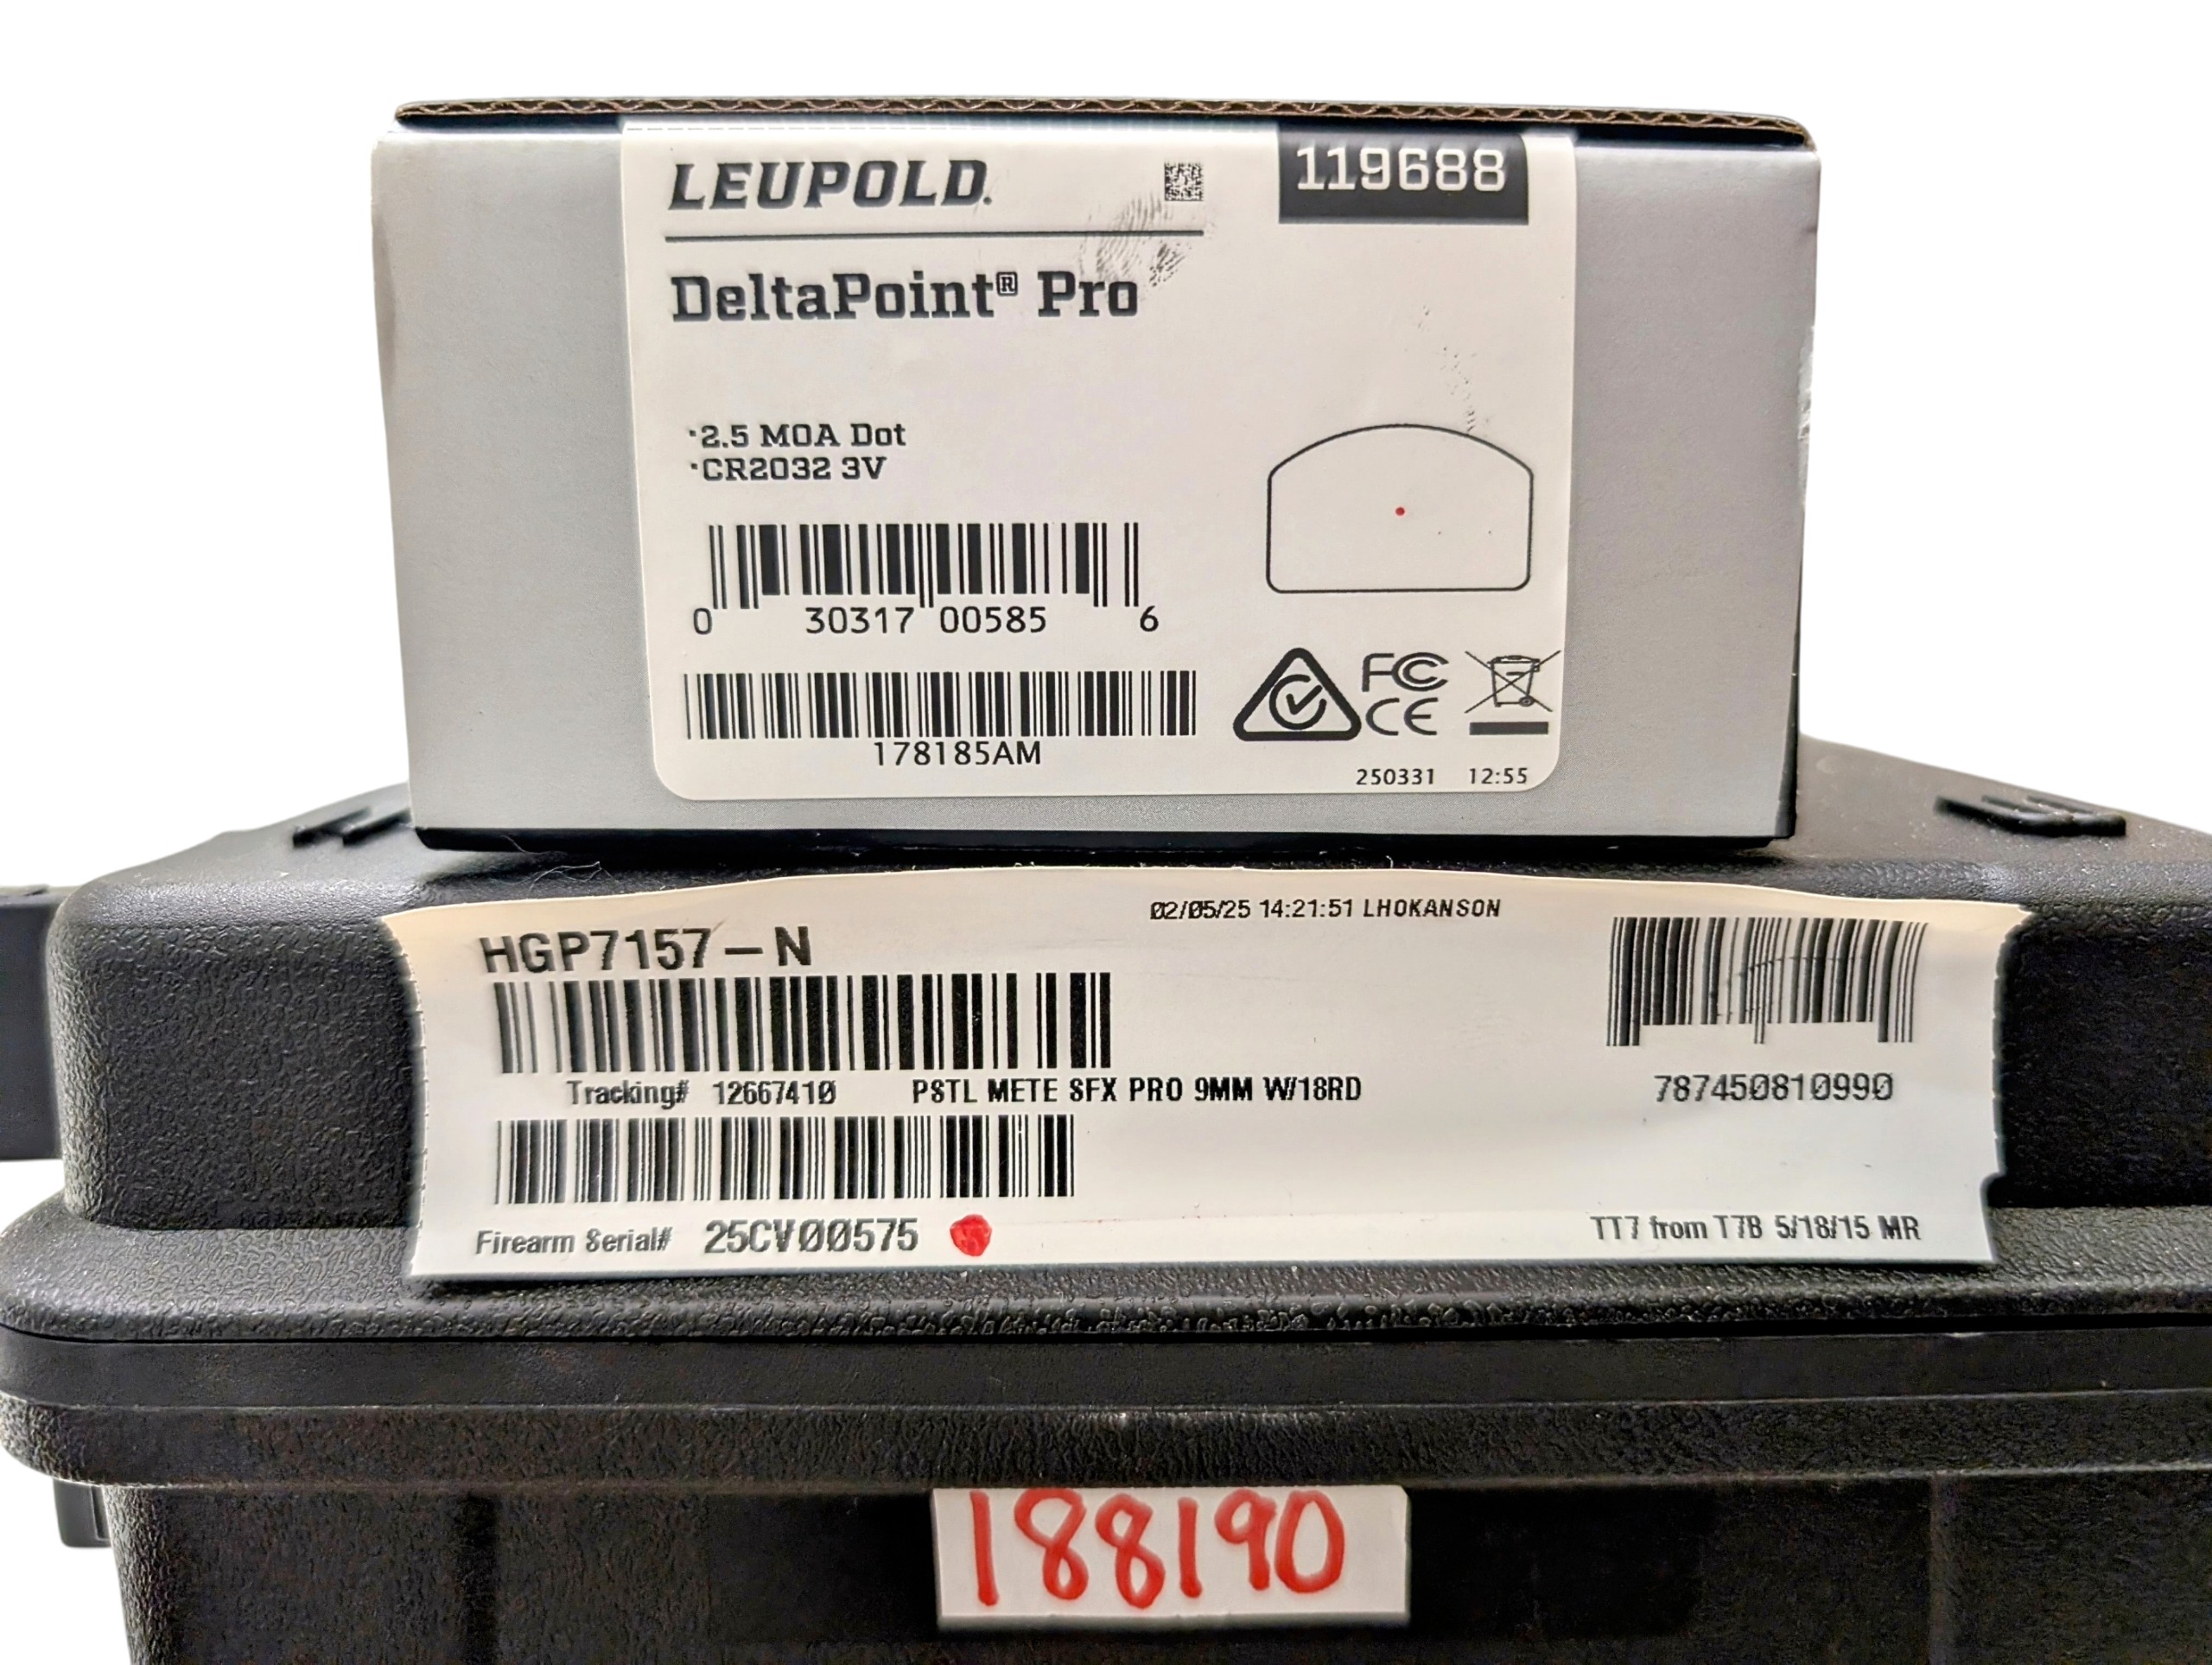 LEUPOLD.
119688
DeltaPoint® Pro
·2.5 MOA Dot
·CR2032 3V
0 30317 00585 6
178185AM
FC
CE
250331 12:55
02/05/25 14:21:51 LHOKANSON
HGP7157-N
Tracking# 12667410 PSTL METE SFX PRO 9MM W/18RD
787450810990
Firearm Serial# 25CV00575
TT7 from T7B 5/18/15 MR
188190